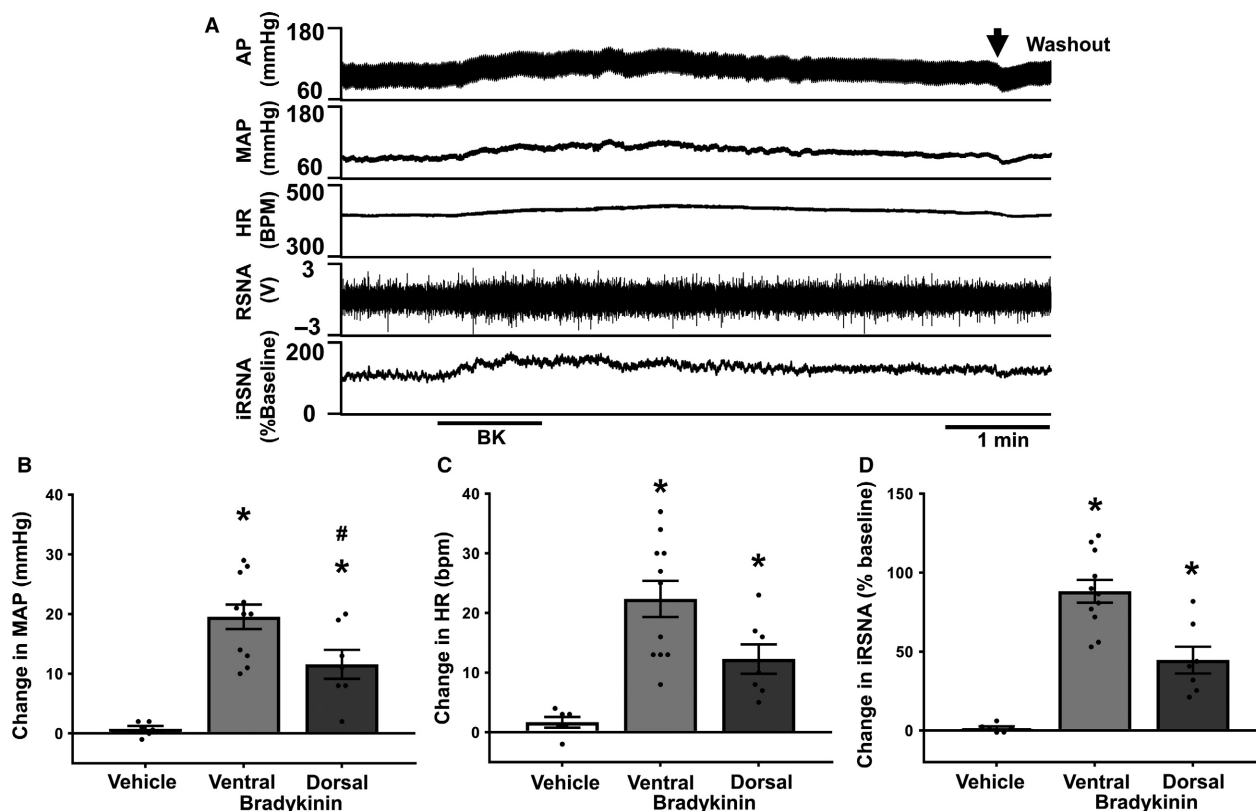 A
AP
(mmHg)
180
60
Washout
MAP
(mmHg)
180
60
HR
(BPM)
500
300
RSNA
(V)
3
–3
iRSNA
(%Baseline)
200
0
BK
1 min
B
Change in MAP (mmHg)
40
30
20
10
0
*
#
*
Vehicle Ventral Dorsal
Bradykinin
C
Change in HR (bpm)
40
30
20
10
0
*
*
Vehicle Ventral Dorsal
Bradykinin
D
Change in iRSNA (% baseline)
150
100
50
0
*
*
Vehicle Ventral Dorsal
Bradykinin